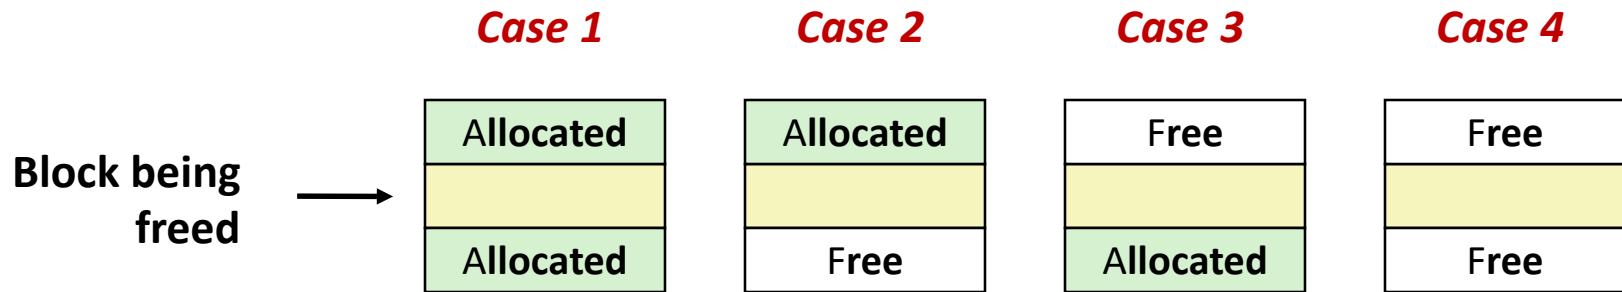 Case 1 Case 2 Case 3 Case 4
Allocated Allocated Free Free
Block being
freed
Allocated Free Allocated Free